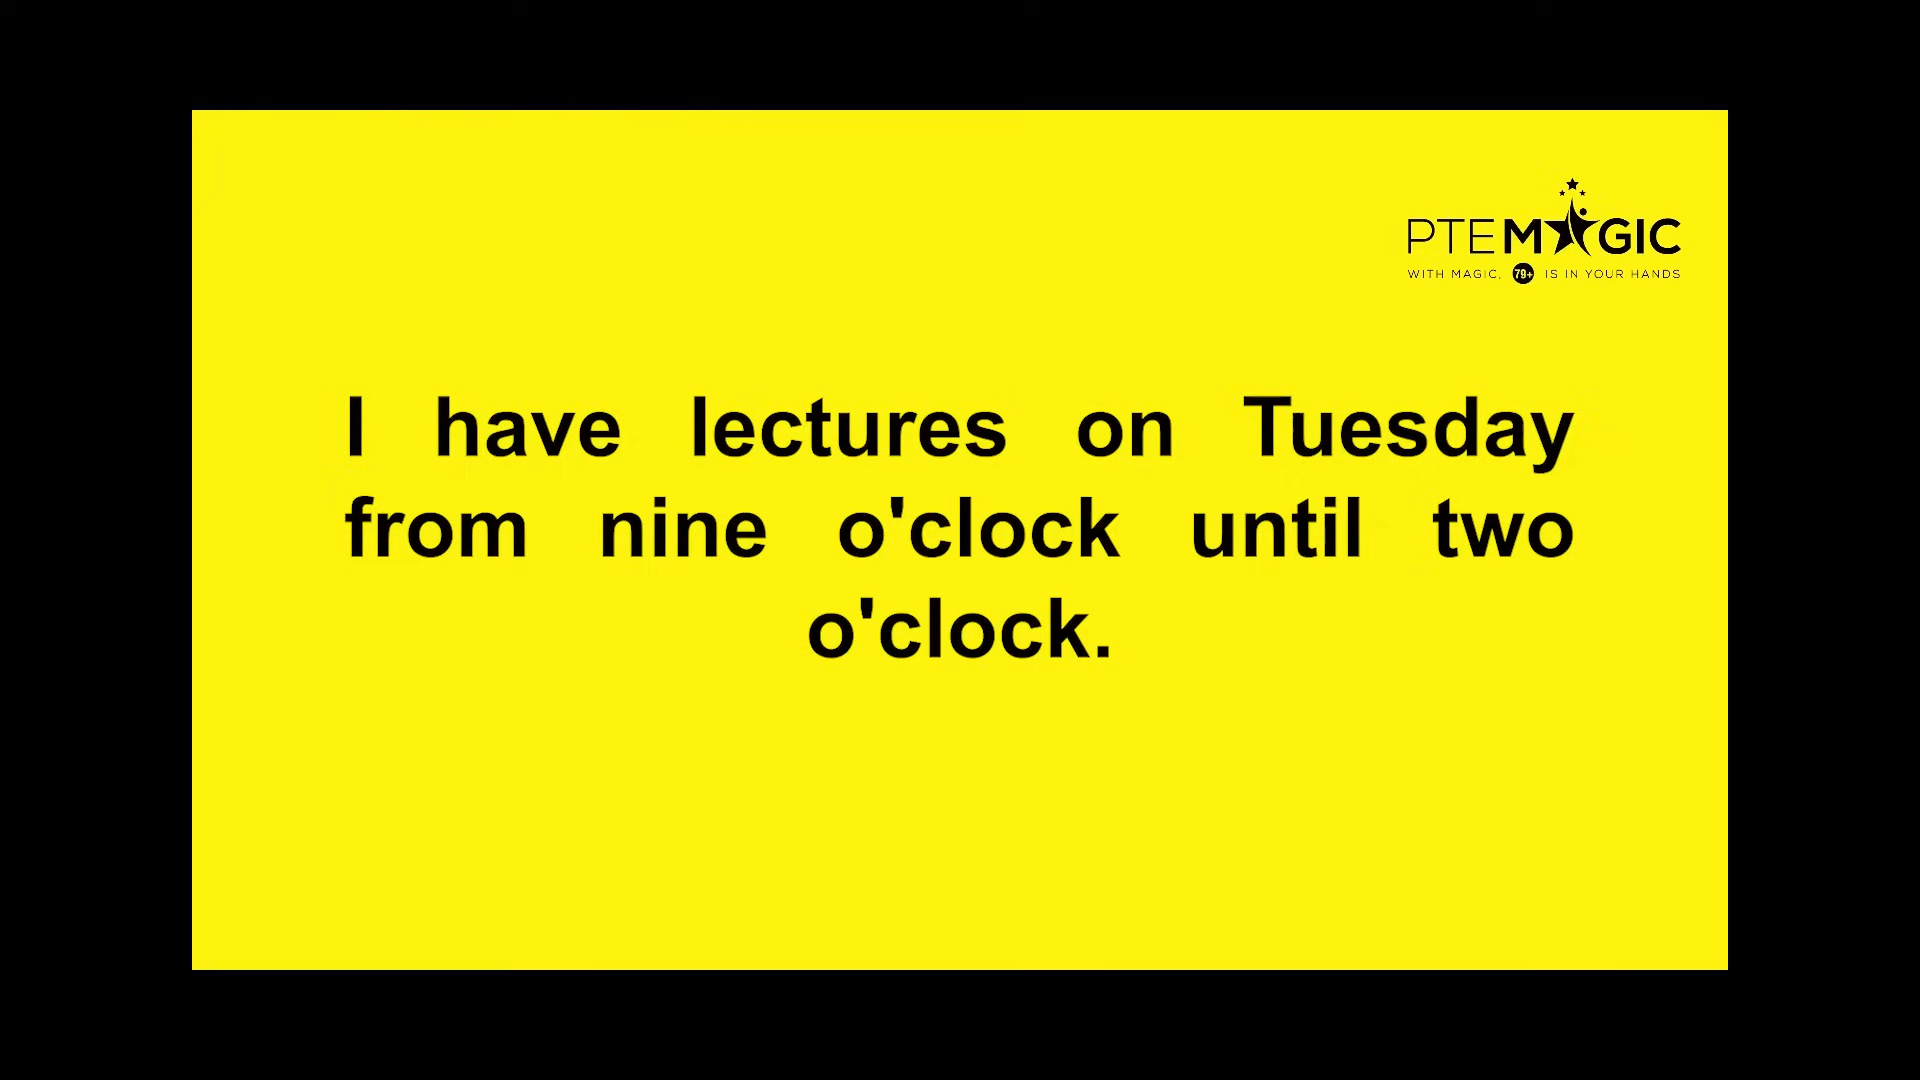 PTEMAGIC
WITH MAGIC, 79+ IS IN YOUR HANDS
I have lectures on Tuesday
from nine o'clock until two
o'clock.